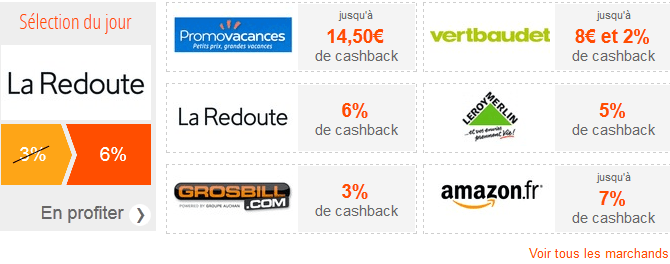 Sélection du jour
La Redoute
3% 6%
En profiter
Promovacances
Petits prix, grandes vacances
jusqu'à
14,50€
de cashback
vertbaudet
jusqu'à
8€ et 2%
de cashback
La Redoute
6%
de cashback
LEROY MERLIN
...et vos envies
prennent Vie!
5%
de cashback
GROSBILL
.COM
POWERED BY GROUPE AUCHAN
3%
de cashback
amazon.fr
jusqu'à
7%
de cashback
Voir tous les marchands